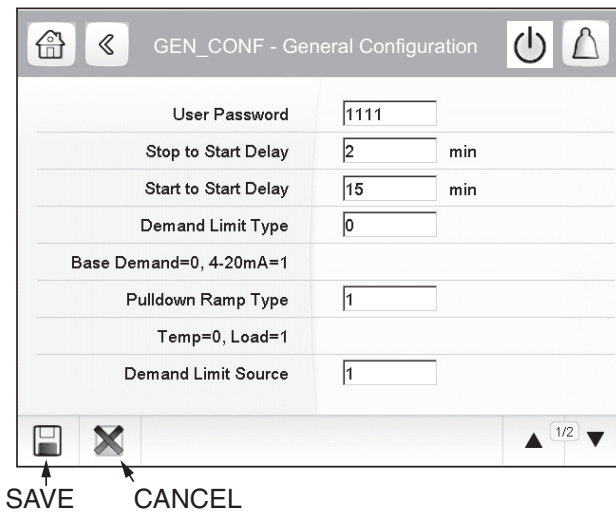 GEN_CONF - General Configuration
User Password 1111
Stop to Start Delay 2 min
Start to Start Delay 15 min
Demand Limit Type 0
Base Demand=0, 4-20mA=1
Pulldown Ramp Type 1
Temp=0, Load=1
Demand Limit Source 1
1/2
SAVE CANCEL